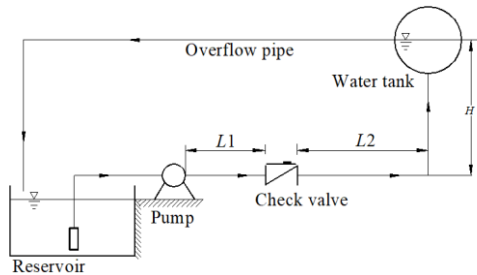 Overflow pipe
Water tank
H
L1
L2
Check valve
Pump
Reservoir